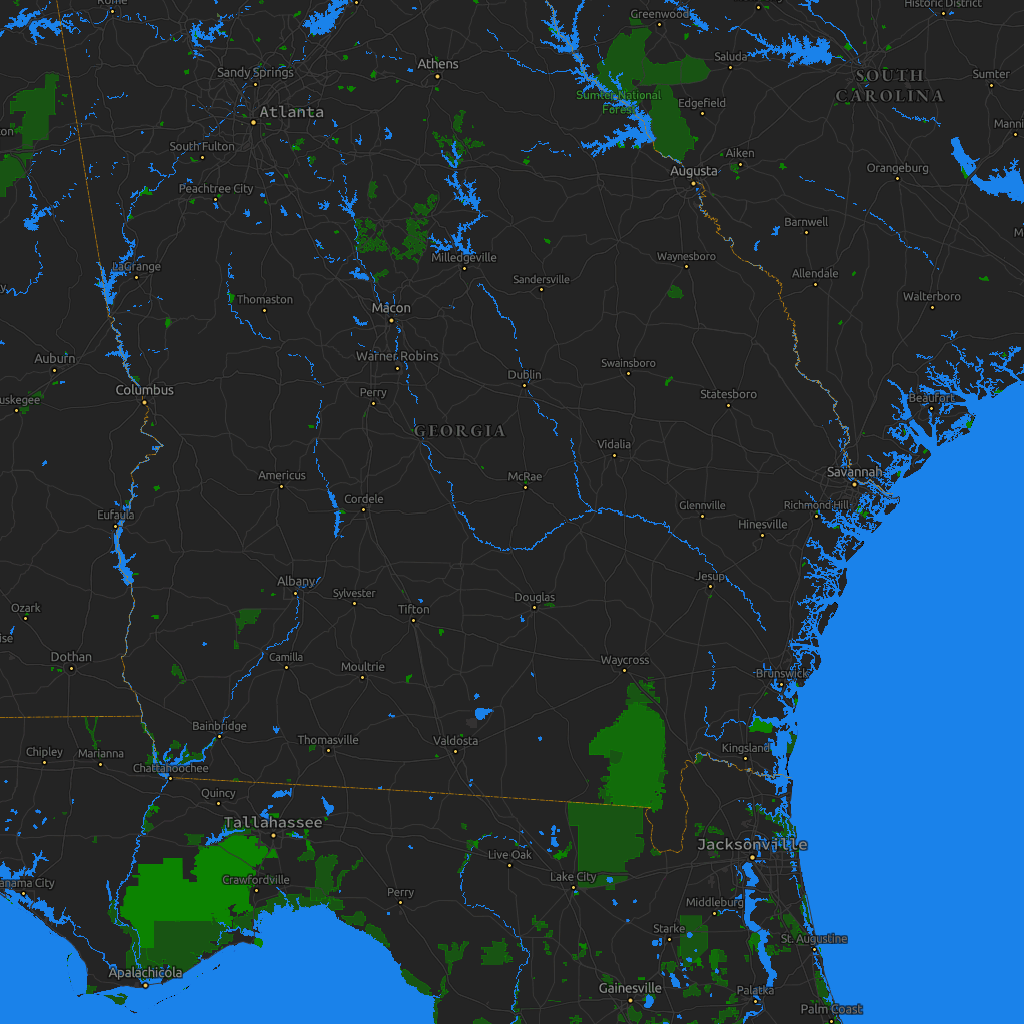 Rome
Greenwood
Historic District
Athens
Saluda
Sandy Springs
SOUTH
CAROLINA
Sumter
Sumter National
Forest
Edgefield
Atlanta
Manni
South Fulton
Aiken
Augusta
Orangeburg
Peachtree City
Barnwell
Milledgeville
Waynesboro
LaGrange
Sandersville
Allendale
Thomaston
Walterboro
Macon
Auburn
Warner Robins
Swainsboro
Dublin
Columbus
Perry
Statesboro
Beaufort
uskegee
GEORGIA
Vidalia
Americus
McRae
Savannah
Cordele
Glennville
Richmond Hill
Eufaula
Hinesville
Albany
Jesup
Sylvester
Douglas
Ozark
Tifton
Dothan
Camilla
Moultrie
Waycross
Brunswick
Bainbridge
Thomasville
Valdosta
Kingsland
Chipley
Marianna
Chattahoochee
Quincy
Tallahassee
Jacksonville
Live Oak
Lake City
anama City
Crawfordville
Perry
Middleburg
Starke
St. Augustine
Apalachicola
Gainesville
Palatka
Palm Coast